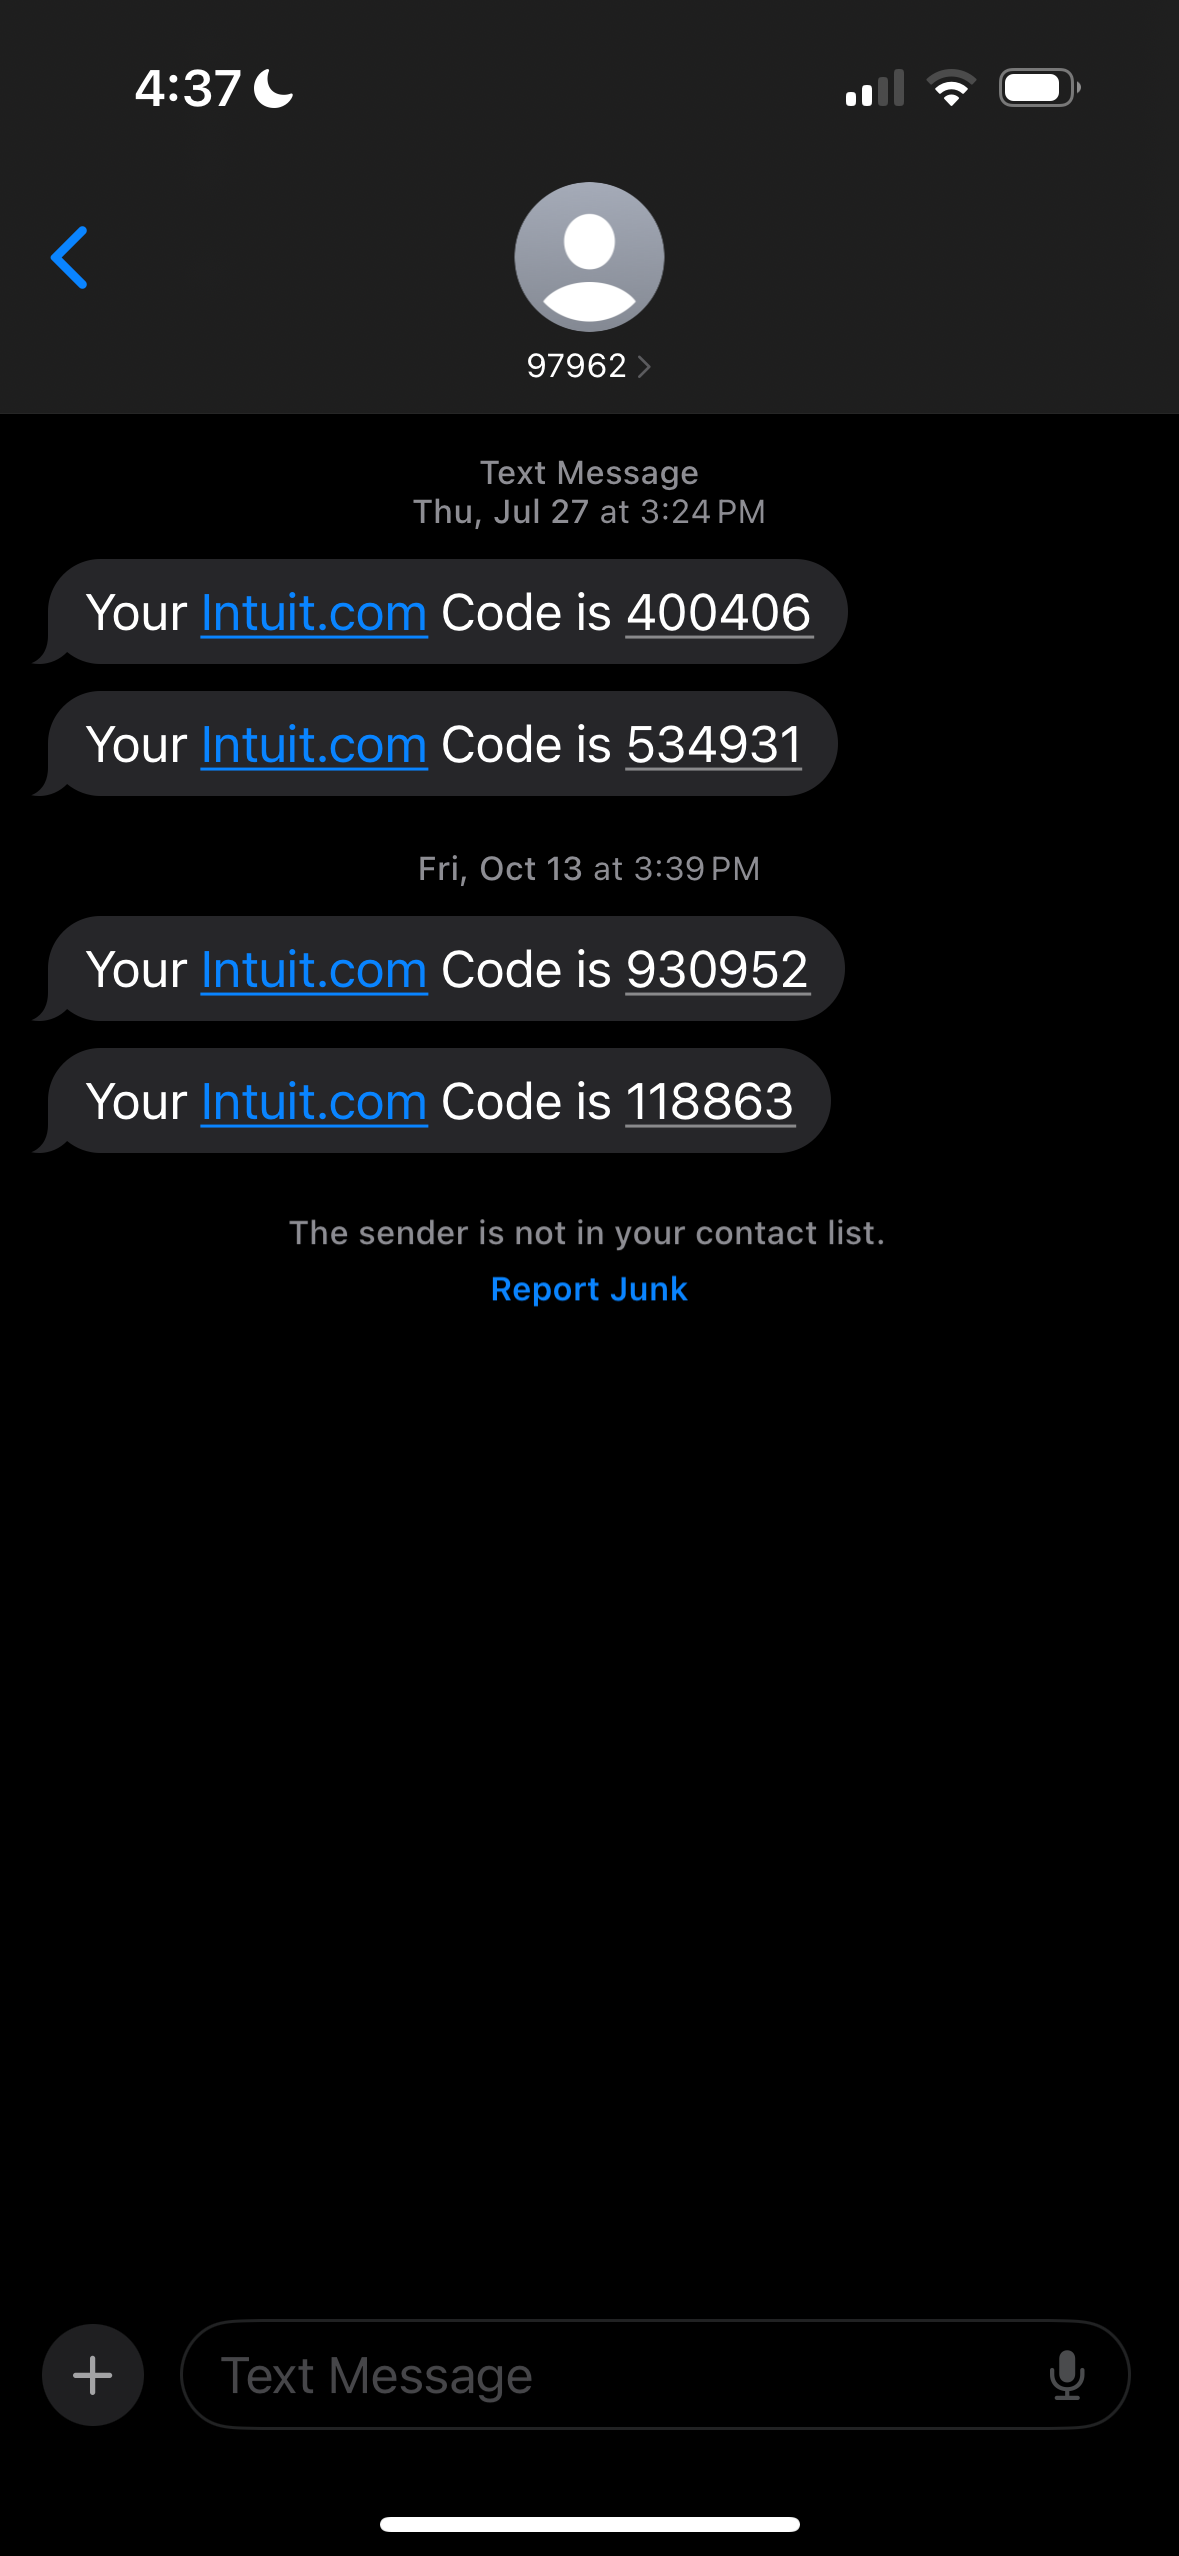 4:37
97962
Text Message
Thu, Jul 27 at 3:24 PM
Your Intuit.com Code is 400406
Your Intuit.com Code is 534931
Fri, Oct 13 at 3:39 PM
Your Intuit.com Code is 930952
Your Intuit.com Code is 118863
The sender is not in your contact list.
Report Junk
Text Message